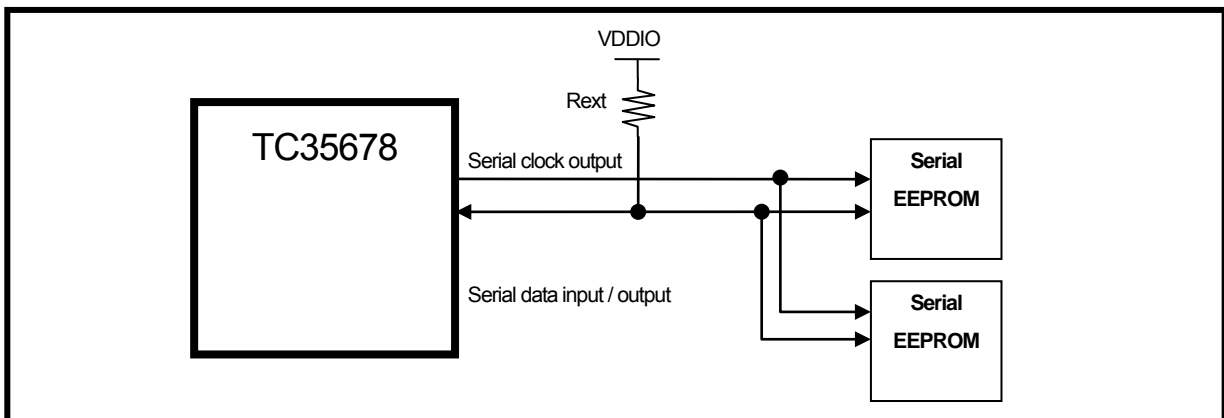 VDDIO
Rext
TC35678
Serial clock output
Serial
EEPROM
Serial data input / output
Serial
EEPROM